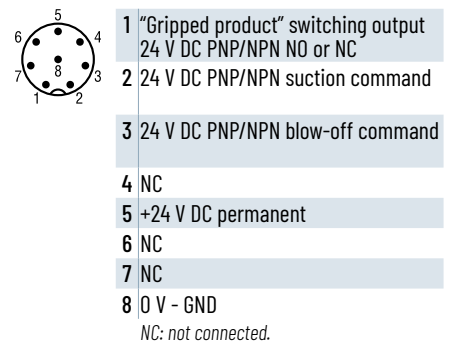 5
6 4
7 8 3
1 2
1 "Gripped product" switching output
24 V DC PNP/NPN NO or NC
2 24 V DC PNP/NPN suction command
3 24 V DC PNP/NPN blow-off command
4 NC
5 +24 V DC permanent
6 NC
7 NC
8 0 V - GND
NC: not connected.